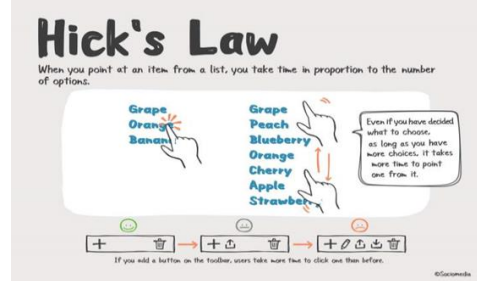 Hick's Law
When you point at an item from a list, you take time in proportion to the number
of options.
Grape
Orange
Banana
Grape
Peach
Blueberry
Orange
Cherry
Apple
Strawber
Even if you have decided
what to choose,
as long as you have
more choices, it takes
more time to point
one from it.
If you add a button on the toolbar, users take more time to click one than before.
©Sociomedia